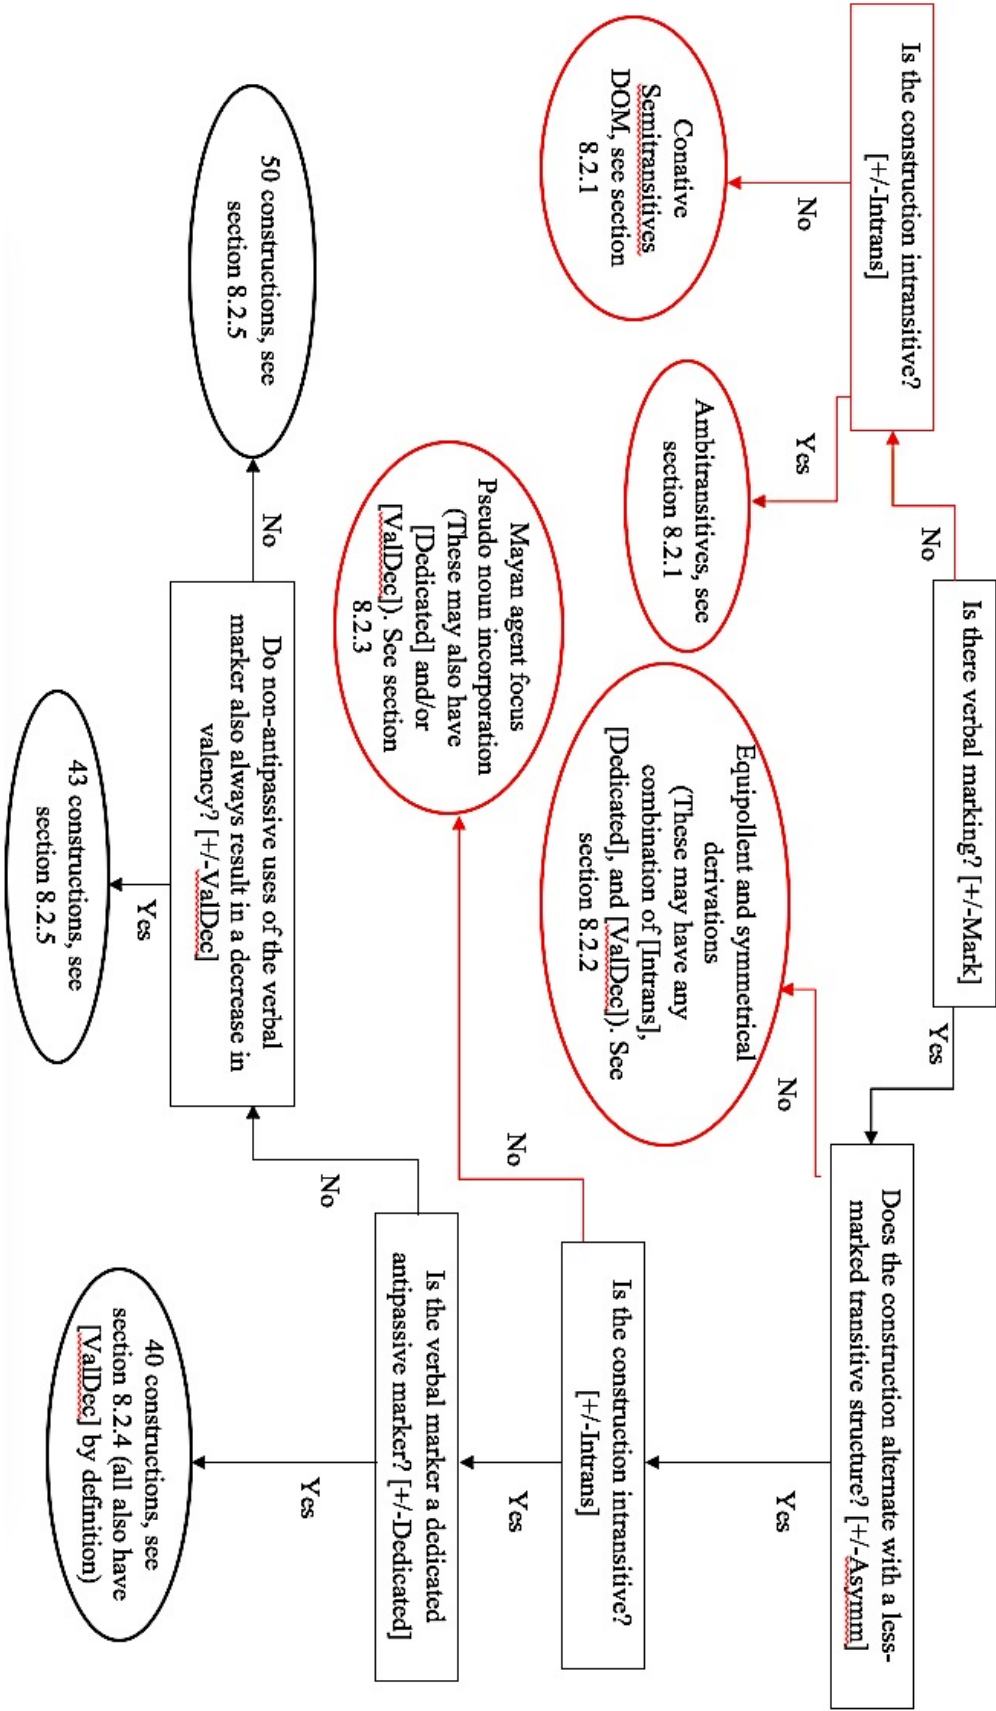 Is there verbal marking? [+/-Mark]
No
Yes
Is the construction intransitive?
[+/-Intrans]
No
Yes
Conative
Semitransitives
DOM, see section
8.2.1
Ambitransitives, see
section 8.2.1
Does the construction alternate with a less-
marked transitive structure? [+/-Asymm]
No
Yes
Equipollent and symmetrical
derivations
(These may have any
combination of [Intrans],
[Dedicated], and [ValDec]). See
section 8.2.2
Is the construction intransitive?
[+/-Intrans]
No
Yes
Mayan agent focus
Pseudo noun incorporation
(These may also have
[Dedicated] and/or
[ValDec]). See section
8.2.3
Is the verbal marker a dedicated
antipassive marker? [+/-Dedicated]
No
Yes
Do non-antipassive uses of the verbal
marker also always result in a decrease in
valency? [+/-ValDec]
No
Yes
50 constructions, see
section 8.2.5
43 constructions, see
section 8.2.5
40 constructions, see
section 8.2.4 (all also have
[ValDec] by definition)